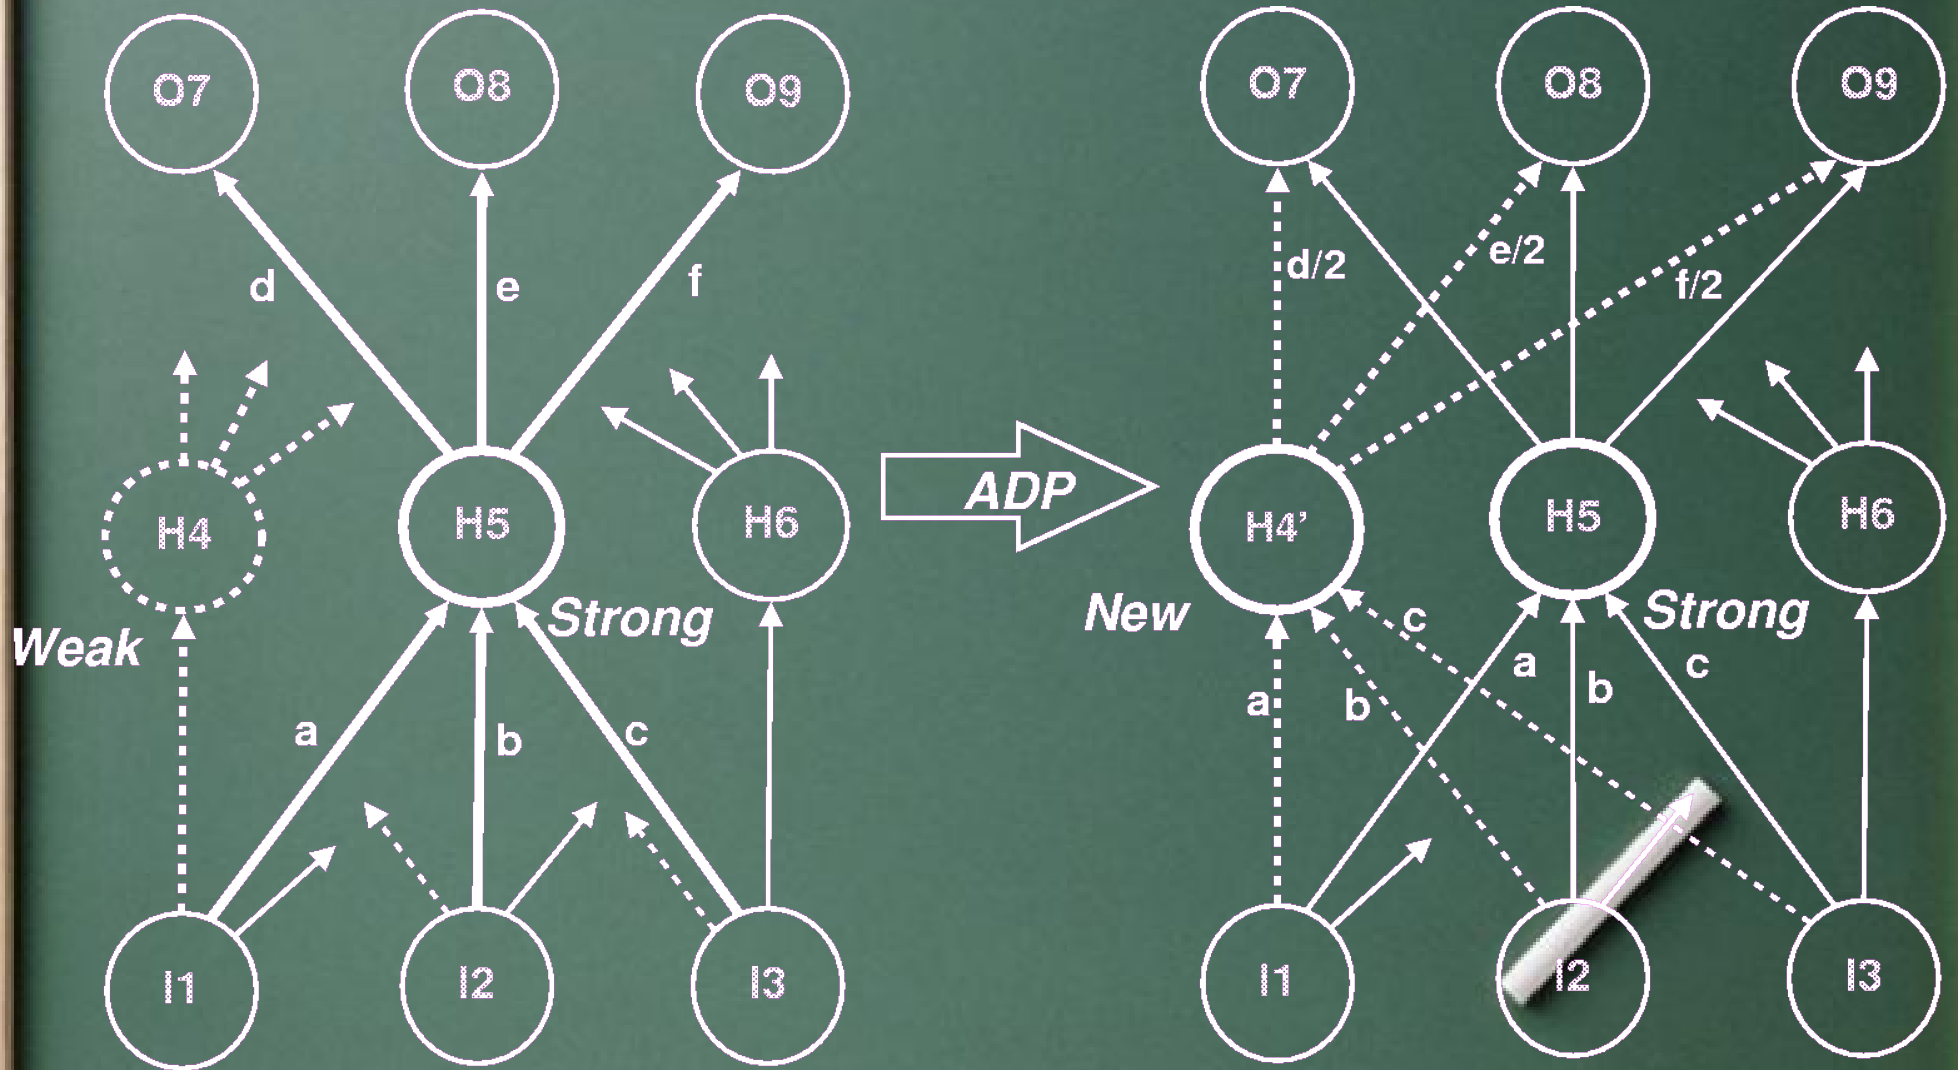 O7 O8 O9
d e f
H4 H5 H6
Weak Strong
a b c
I1 I2 I3
ADP
O7 O8 O9
d/2 e/2 f/2
H4' H5 H6
New c Strong
a b a b c
I1 I2 I3